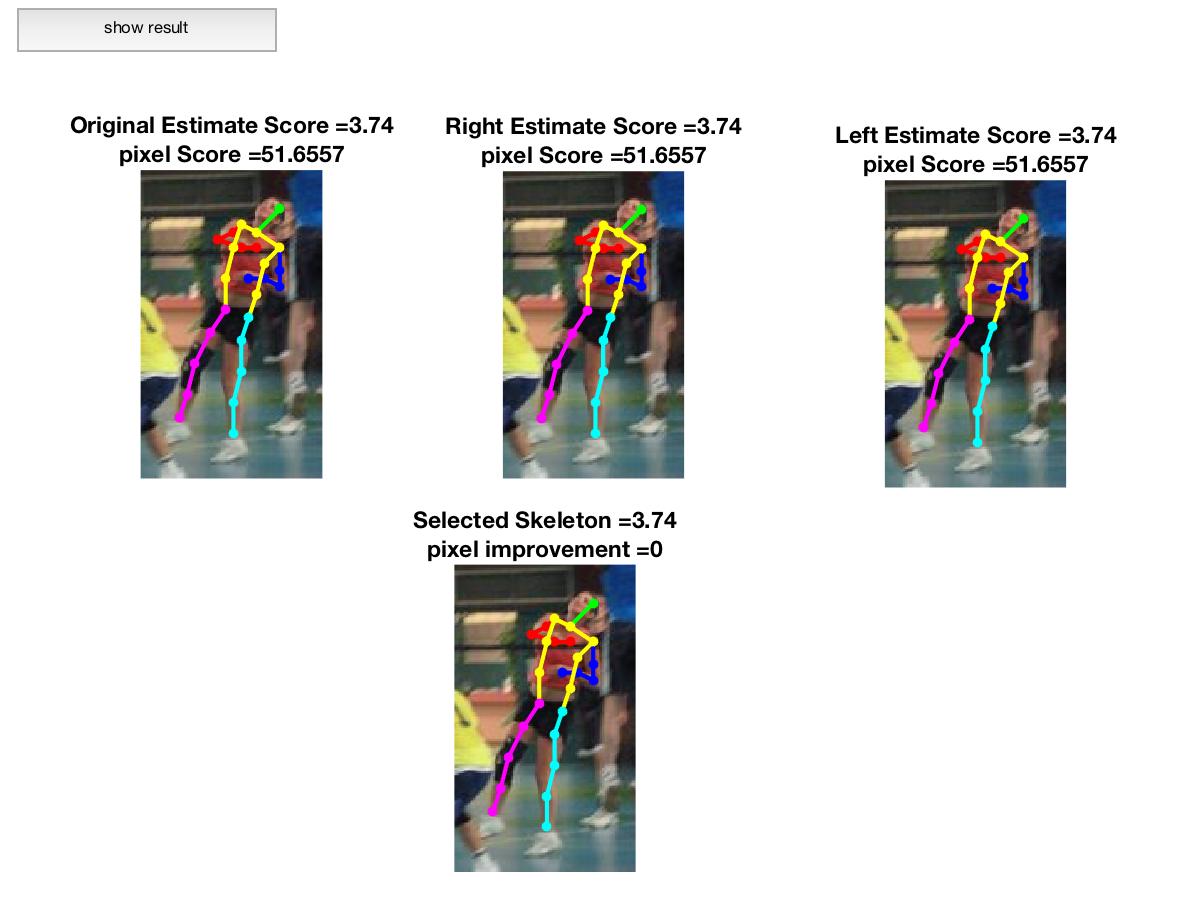 show result
Original Estimate Score =3.74
pixel Score =51.6557
Right Estimate Score =3.74
pixel Score =51.6557
Left Estimate Score =3.74
pixel Score =51.6557
Selected Skeleton =3.74
pixel improvement =0